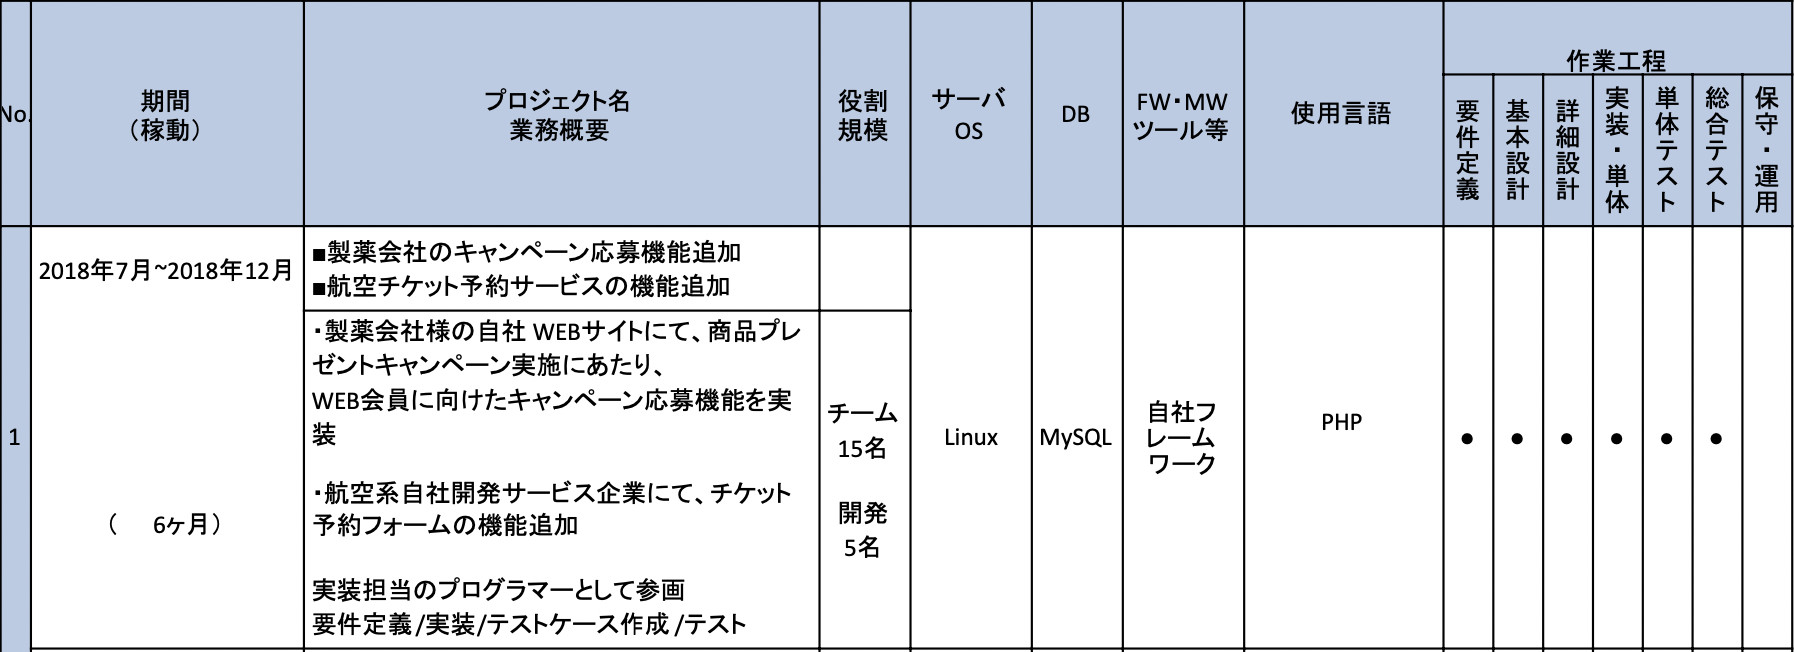 No.
期間
（稼動）
プロジェクト名
業務概要
役割
規模
サーバ
OS
DB
FW・MW
ツール等
使用言語
作業工程
要件定義
基本設計
詳細設計
実装・単体
単体テスト
総合テスト
保守・運用
1
2018年7月~2018年12月
（　6ヶ月）
■製薬会社のキャンペーン応募機能追加
■航空チケット予約サービスの機能追加
・製薬会社様の自社 WEBサイトにて、商品プレ
ゼントキャンペーン実施にあたり、
WEB会員に向けたキャンペーン応募機能を実
装
・航空系自社開発サービス企業にて、チケット
予約フォームの機能追加
実装担当のプログラマーとして参画
要件定義/実装/テストケース作成/テスト
チーム
15名
開発
5名
Linux
MySQL
自社フ
レーム
ワーク
PHP
● ● ● ● ● ●